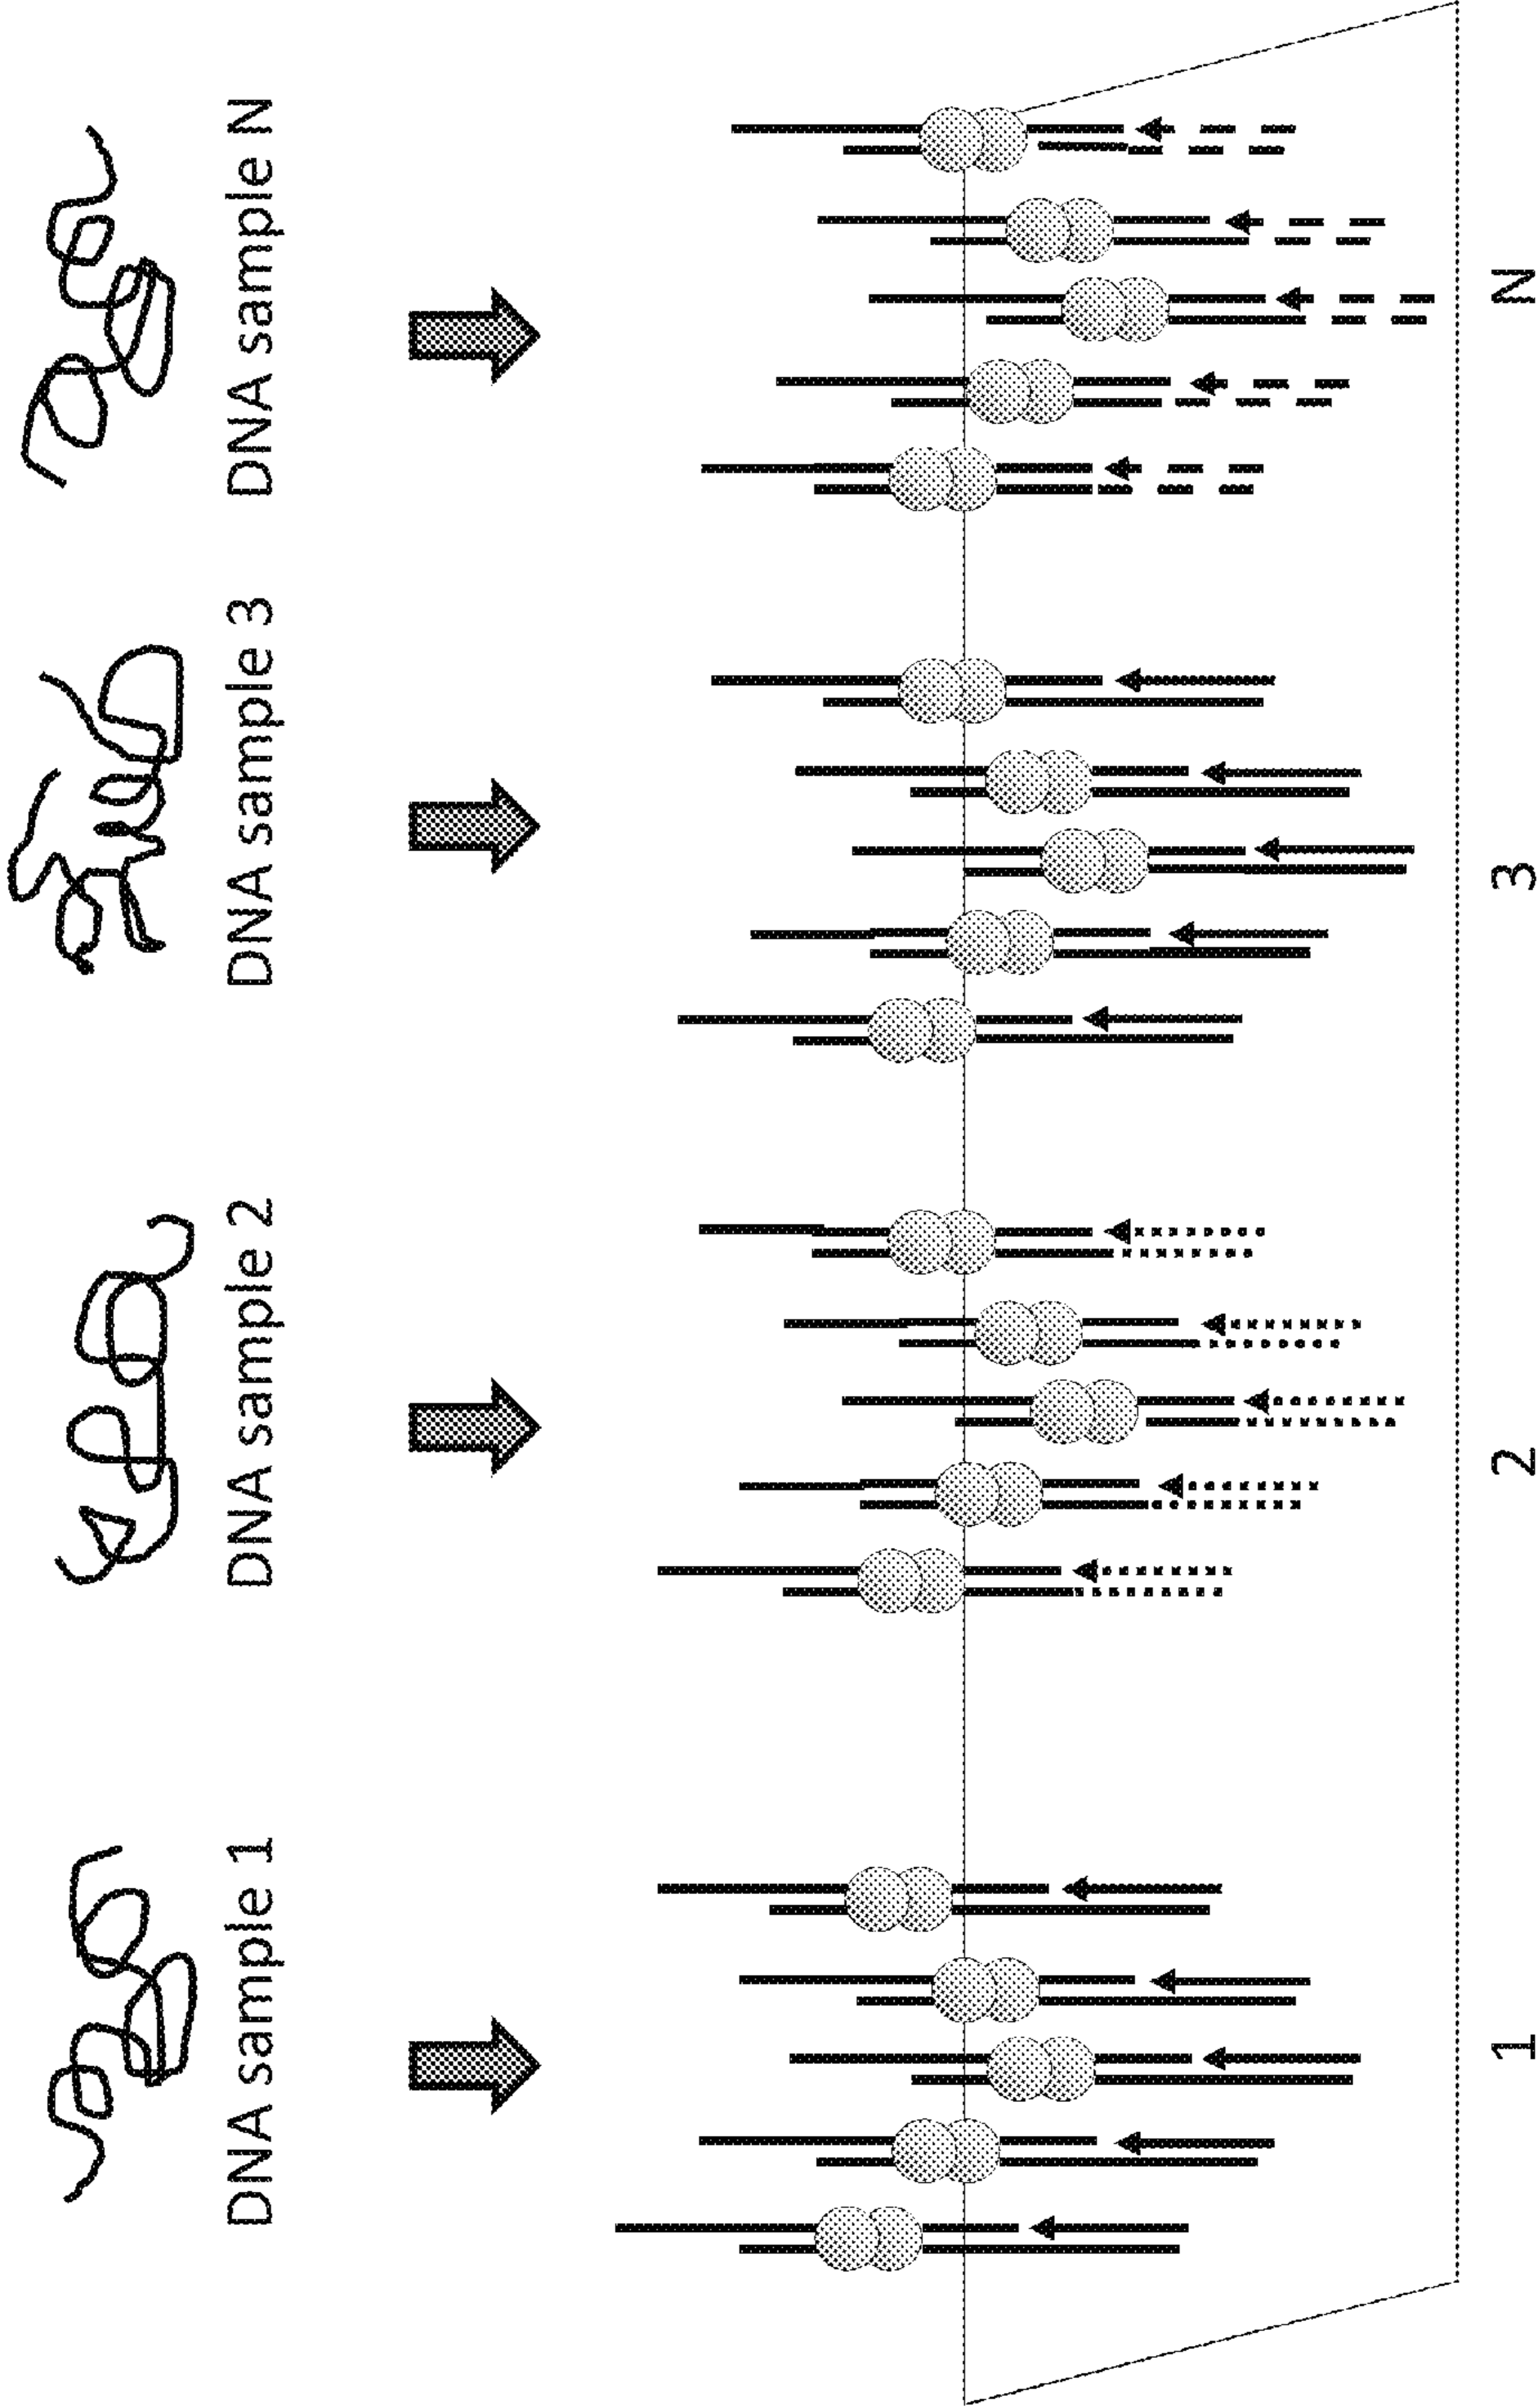 DNA sample 1
DNA sample 2
DNA sample 3
DNA sample N
1
2
3
N